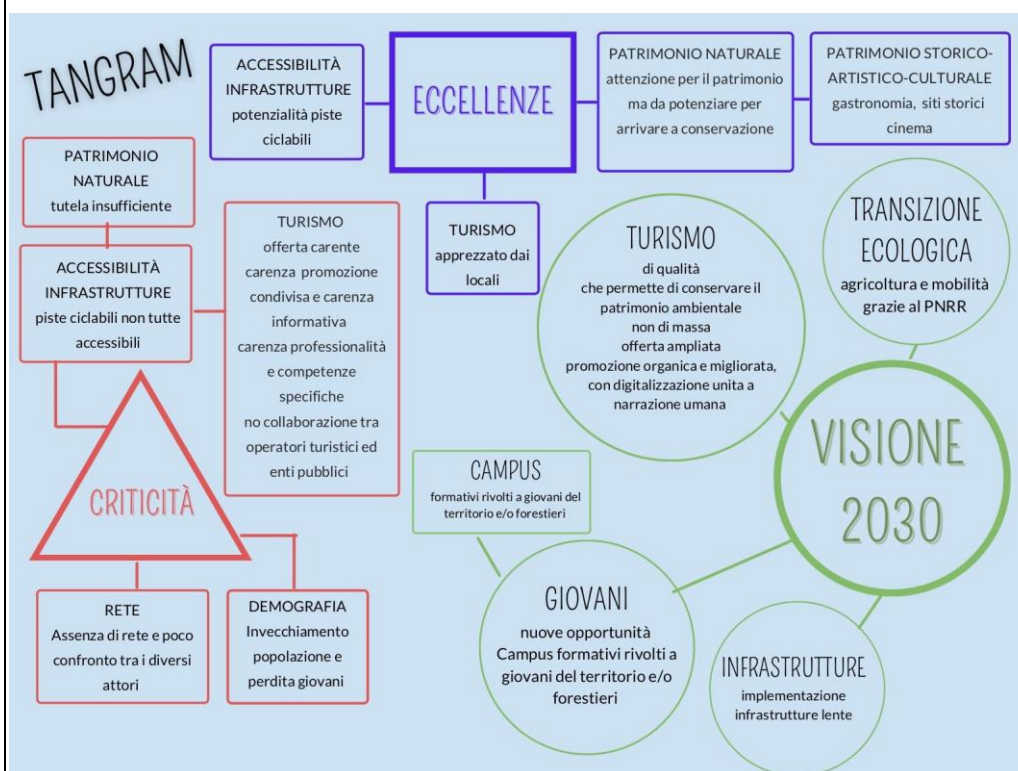 TANGRAM
ACCESSIBILITÀ
INFRASTRUTTURE
potenzialità piste
ciclabili
ECCELLENZE
PATRIMONIO NATURALE
attenzione per il patrimonio
ma da potenziare per
arrivare a conservazione
PATRIMONIO STORICO-
ARTISTICO-CULTURALE
gastronomia, siti storici
cinema
TURISMO
apprezzato dai
locali
PATRIMONIO
NATURALE
tutela insufficiente
ACCESSIBILITÀ
INFRASTRUTTURE
piste ciclabili non tutte
accessibili
TURISMO
offerta carente
carenza promozione
condivisa e carenza
informativa
carenza professionalità
e competenze
specifiche
no collaborazione tra
operatori turistici ed
enti pubblici
CRITICITÀ
RETE
Assenza di rete e poco
confronto tra i diversi
attori
DEMOGRAFIA
Invecchiamento
popolazione e
perdita giovani
TURISMO
di qualità
che permette di conservare il
patrimonio ambientale
non di massa
offerta ampliata
promozione organica e migliorata,
con digitalizzazione unita a
narrazione umana
TRANSIZIONE
ECOLOGICA
agricoltura e mobilità
grazie al PNRR
VISIONE
2030
CAMPUS
formativi rivolti a giovani del
territorio e/o forestieri
GIOVANI
nuove opportunità
Campus formativi rivolti a
giovani del territorio e/o
forestieri
INFRASTRUTTURE
implementazione
infrastrutture lente